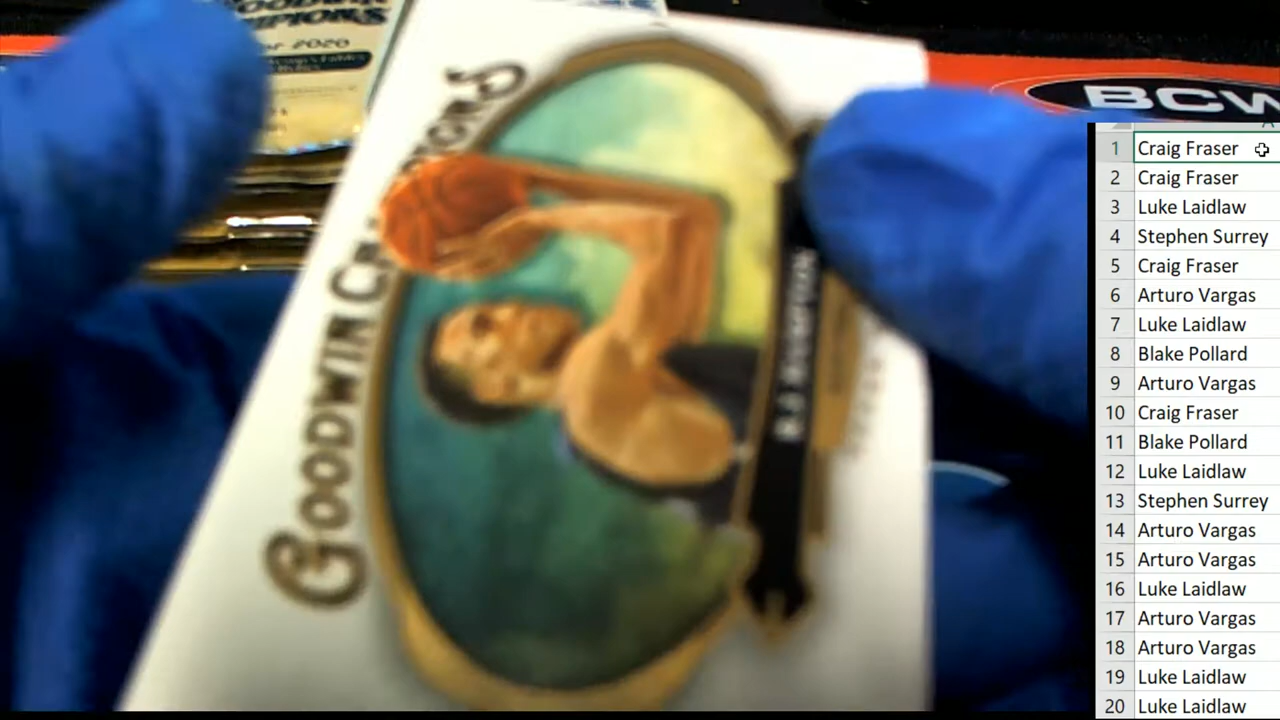 2020
GOODWIN
R.J HAMPTON
BCW
A
1 Craig Fraser
2 Craig Fraser
3 Luke Laidlaw
4 Stephen Surrey
5 Craig Fraser
6 Arturo Vargas
7 Luke Laidlaw
8 Blake Pollard
9 Arturo Vargas
10 Craig Fraser
11 Blake Pollard
12 Luke Laidlaw
13 Stephen Surrey
14 Arturo Vargas
15 Arturo Vargas
16 Luke Laidlaw
17 Arturo Vargas
18 Arturo Vargas
19 Luke Laidlaw
20 Luke Laidlaw